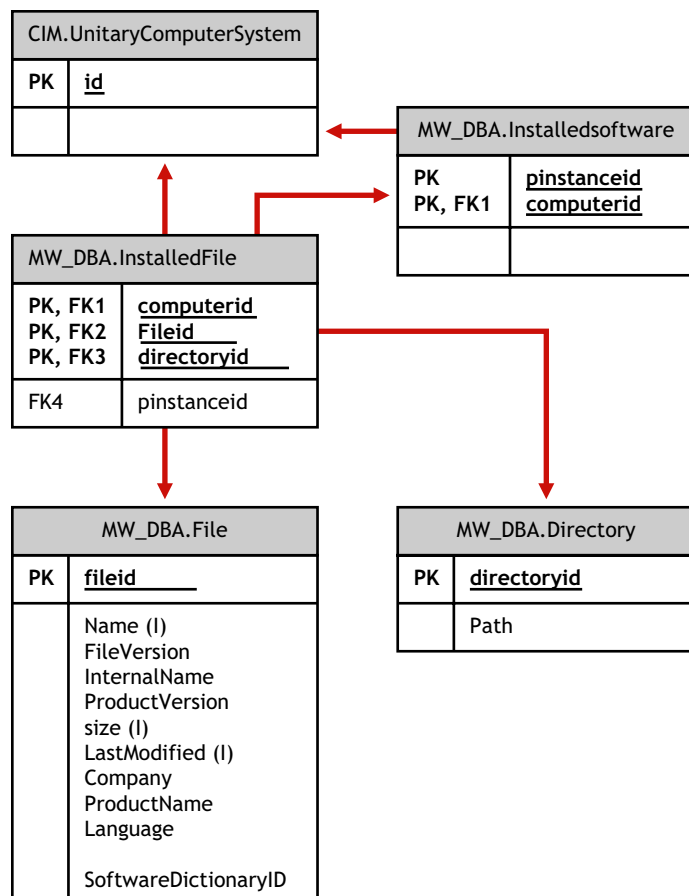 CIM.UnitaryComputerSystem
PK id
MW_DBA.Installedsoftware
PK pinstanceid
PK, FK1 computerid
MW_DBA.InstalledFile
PK, FK1 computerid
PK, FK2 Fileid
PK, FK3 directoryid
FK4 pinstanceid
MW_DBA.File
PK fileid
Name (I)
FileVersion
InternalName
ProductVersion
size (I)
LastModified (I)
Company
ProductName
Language
SoftwareDictionaryID
MW_DBA.Directory
PK directoryid
Path